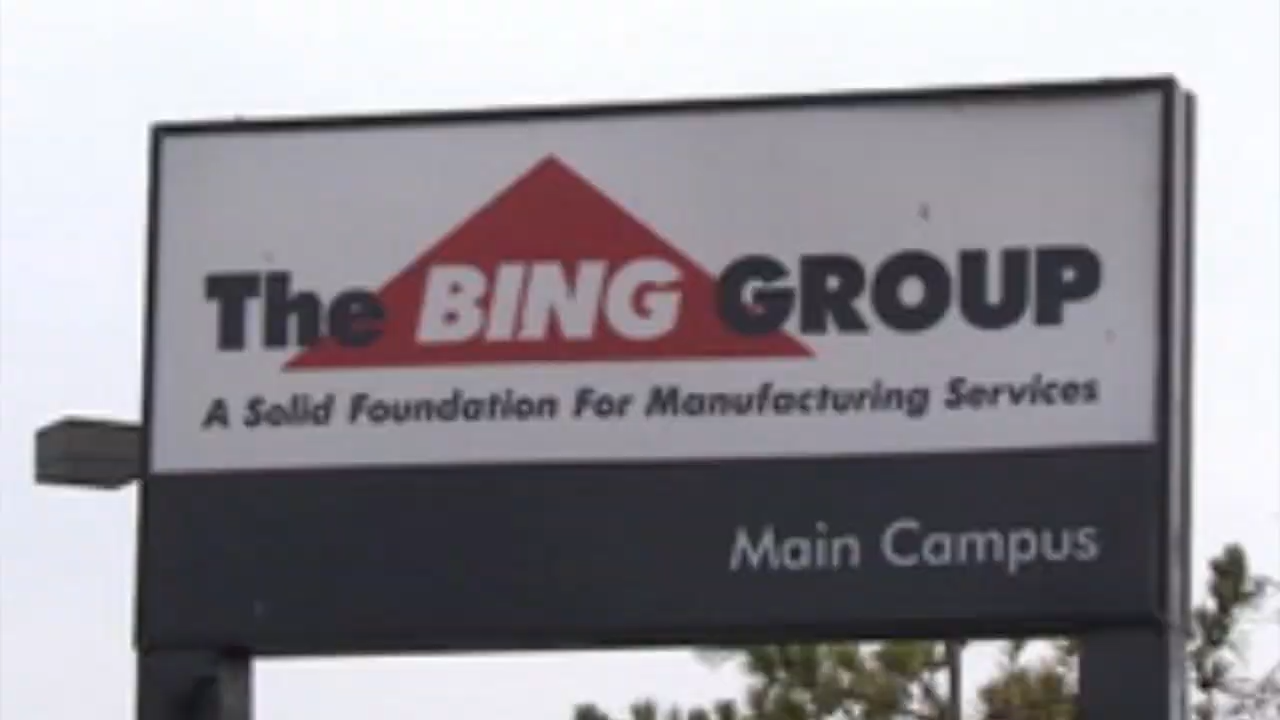 The BING GROUP
A Solid Foundation For Manufacturing Services
Main Campus